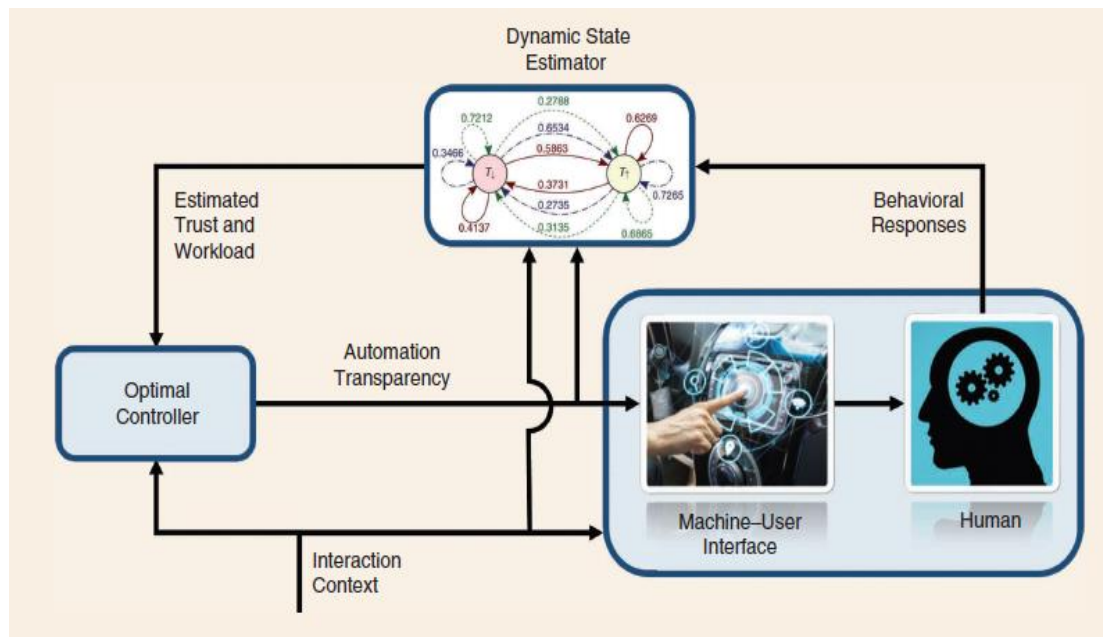 Dynamic State
Estimator
0.2788
0.7212
0.6534
0.6269
0.3466
0.5863
T↓
T↑
0.3731
0.2735
0.7265
0.4137
0.3135
0.6865
Estimated
Trust and
Workload
Behavioral
Responses
Automation
Transparency
Optimal
Controller
Machine–User
Interface
Human
Interaction
Context